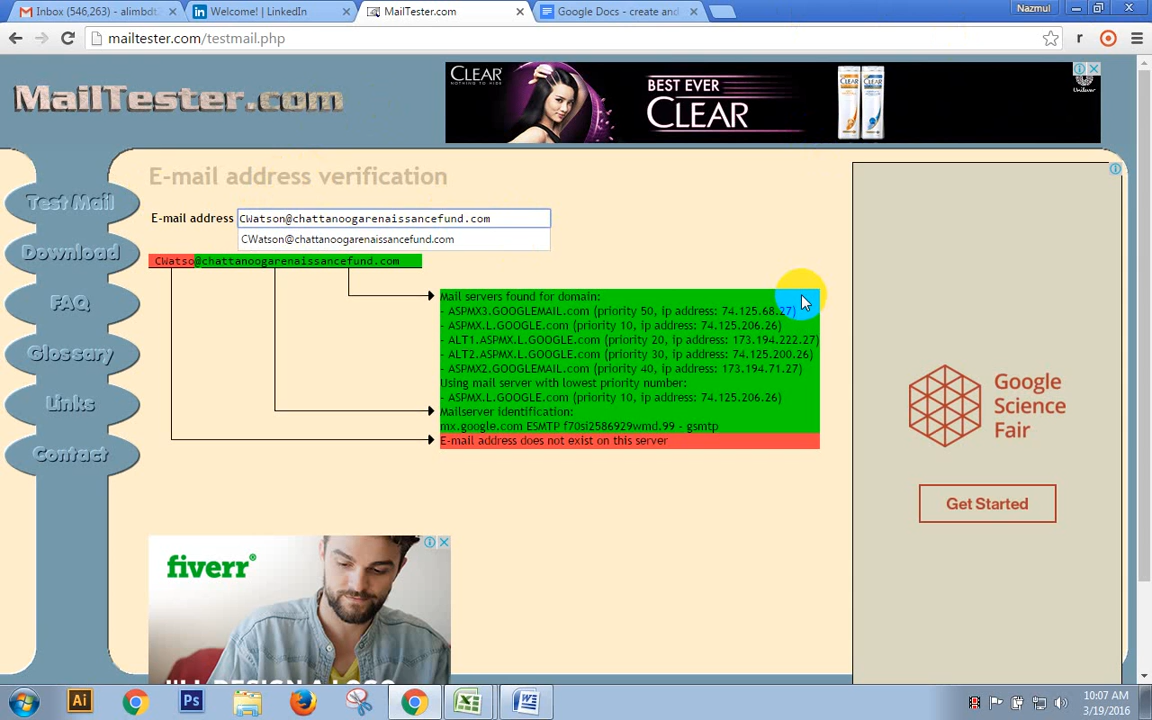 Inbox (546,263) - alimbdt
Welcome! | LinkedIn
MailTester.com
Google Docs - create and
Nazmul
mailtester.com/testmail.php
MailTester.com
CLEAR
BEST EVER
CLEAR
Unilever
E-mail address verification
Test Mail
Download
FAQ
Glossary
Links
Contact
E-mail address CWatson@chattanoogarenaissancefund.com
CWatson@chattanoogarenaissancefund.com
CWatso@chattanoogarenaissancefund.com
Mail servers found for domain:
- ASPMX3.GOOGLEMAIL.com (priority 50, ip address: 74.125.68.27)
- ASPMX.L.GOOGLE.com (priority 10, ip address: 74.125.206.26)
- ALT1.ASPMX.L.GOOGLE.com (priority 20, ip address: 173.194.222.27)
- ALT2.ASPMX.L.GOOGLE.com (priority 30, ip address: 74.125.200.26)
- ASPMX2.GOOGLEMAIL.com (priority 40, ip address: 173.194.71.27)
Using mail server with lowest priority number:
- ASPMX.L.GOOGLE.com (priority 10, ip address: 74.125.206.26)
Mailserver identification:
mx.google.com ESMTP f70si2586929wmd.99 - gsmtp
E-mail address does not exist on this server
Google
Science
Fair
Get Started
fiverr®
Ai
Ps
10:07 AM
3/19/2016